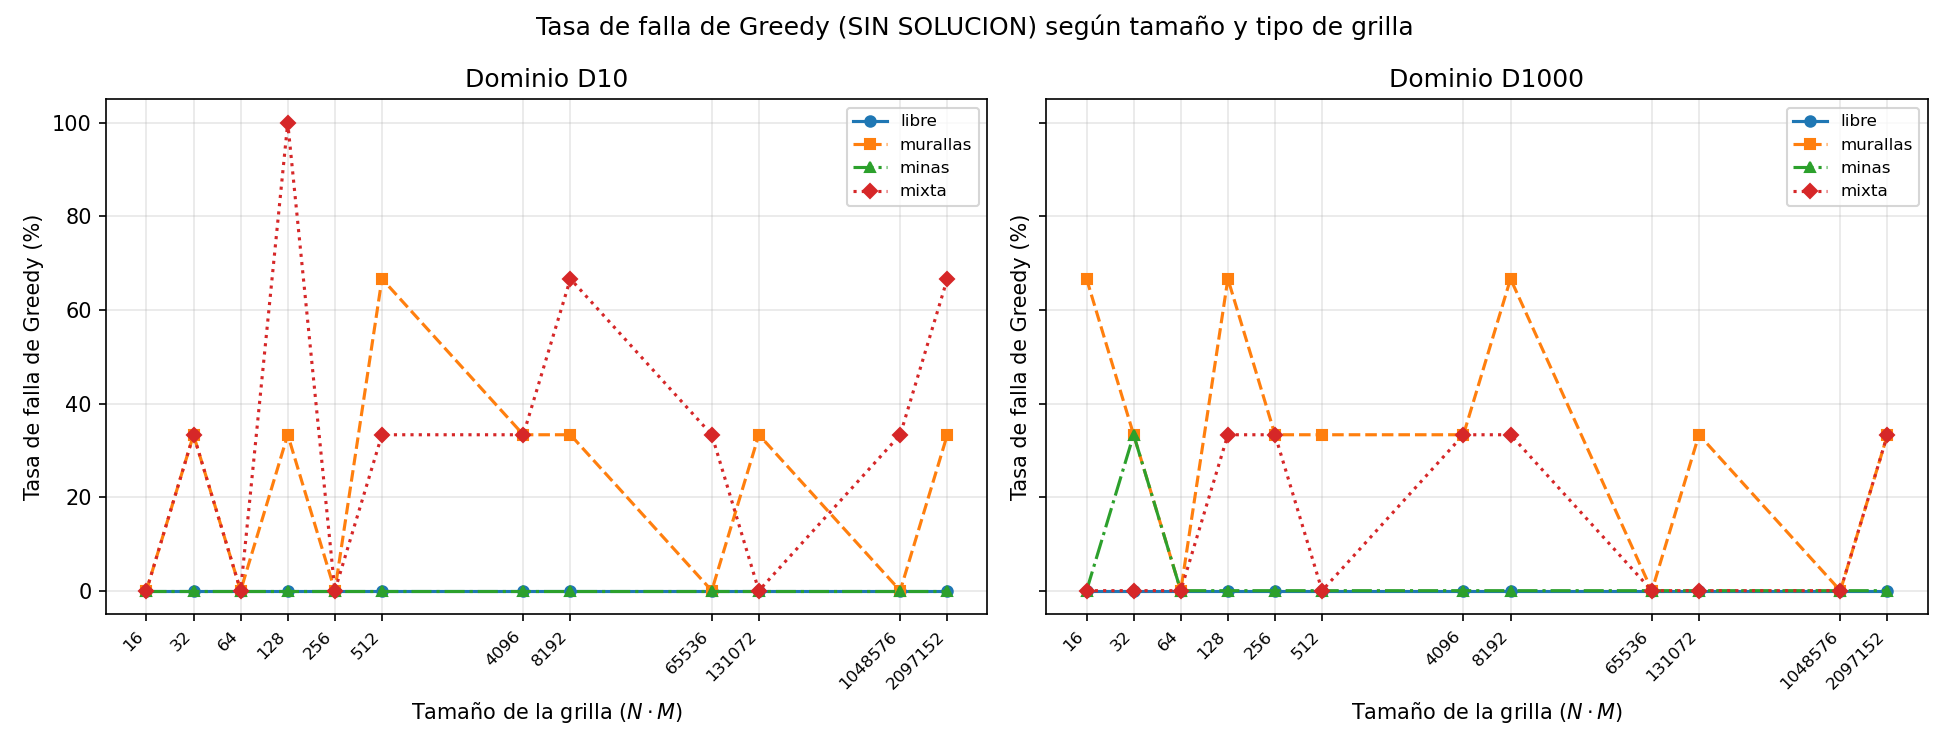 Tasa de falla de Greedy (SIN SOLUCION) según tamaño y tipo de grilla
Dominio D10
Tasa de falla de Greedy (%)
100
80
60
40
20
0
libre
murallas
minas
mixta
16
32
64
128
256
512
4096
8192
65536
131072
1048576
2097152
Tamaño de la grilla (N · M)
Dominio D1000
Tasa de falla de Greedy (%)
libre
murallas
minas
mixta
16
32
64
128
256
512
4096
8192
65536
131072
1048576
2097152
Tamaño de la grilla (N · M)